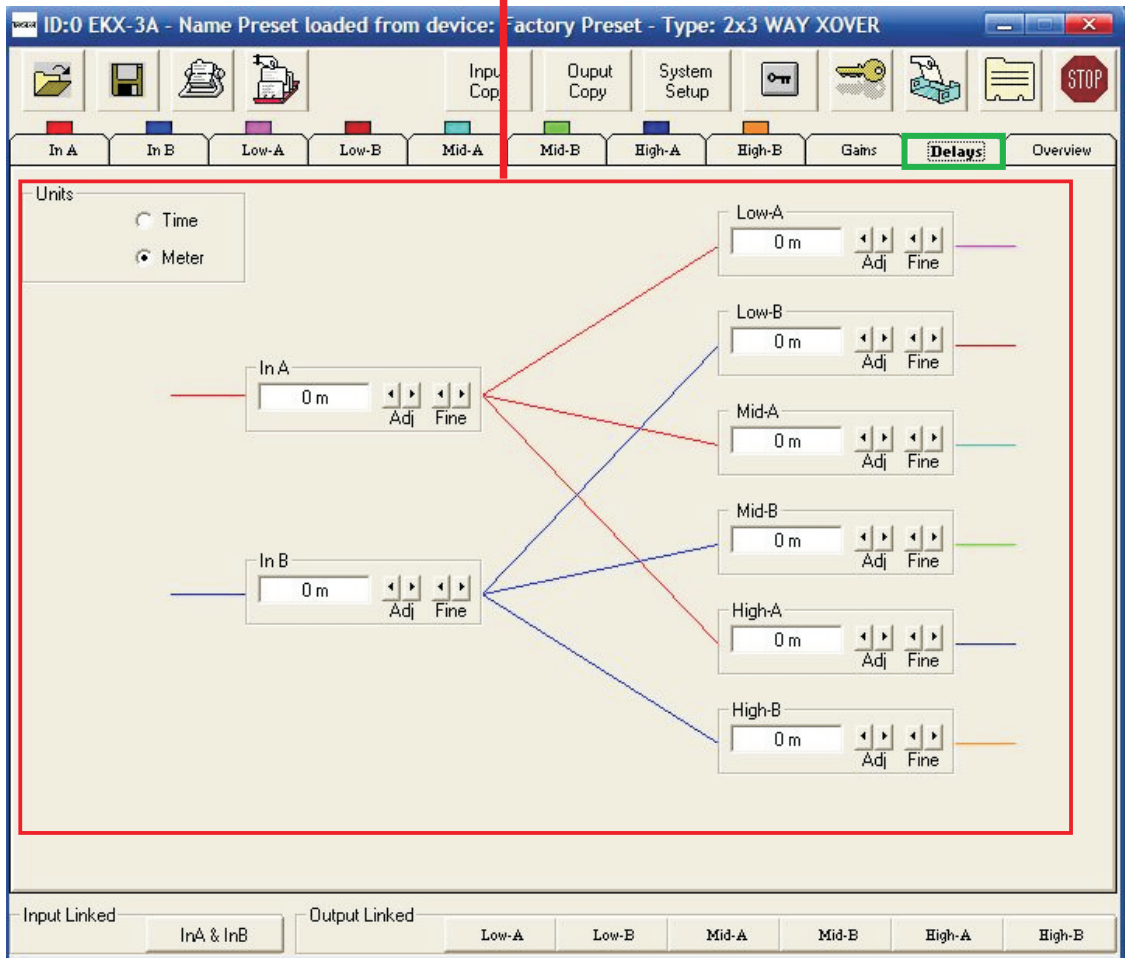 ID:0 EKX-3A - Name Preset loaded from device: Factory Preset - Type: 2x3 WAY XOVER
Input Copy
Ouput Copy
System Setup
STOP
In A
In B
Low-A
Low-B
Mid-A
Mid-B
High-A
High-B
Gains
Delays
Overview
Units
Time
Meter
In A
0 m
Adj Fine
In B
0 m
Adj Fine
Low-A
0 m
Adj Fine
Low-B
0 m
Adj Fine
Mid-A
0 m
Adj Fine
Mid-B
0 m
Adj Fine
High-A
0 m
Adj Fine
High-B
0 m
Adj Fine
Input Linked
InA & InB
Output Linked
Low-A
Low-B
Mid-A
Mid-B
High-A
High-B